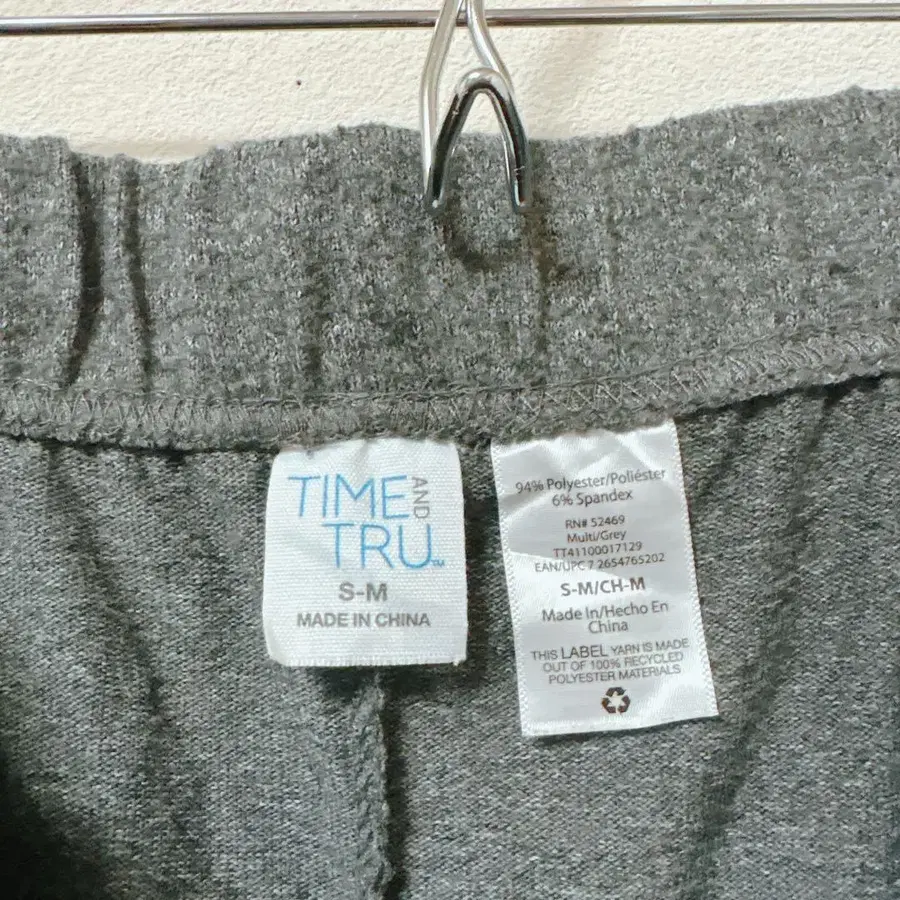 TIME AND
TRU™
S-M
MADE IN CHINA
94% Polyester/Poliéster
6% Spandex
RN# 52469
Multi/Grey
TT41100017129
EAN/UPC 7 2654765202
S-M/CH-M
Made In/Hecho En
China
THIS LABEL YARN IS MADE
OUT OF 100% RECYCLED
POLYESTER MATERIALS